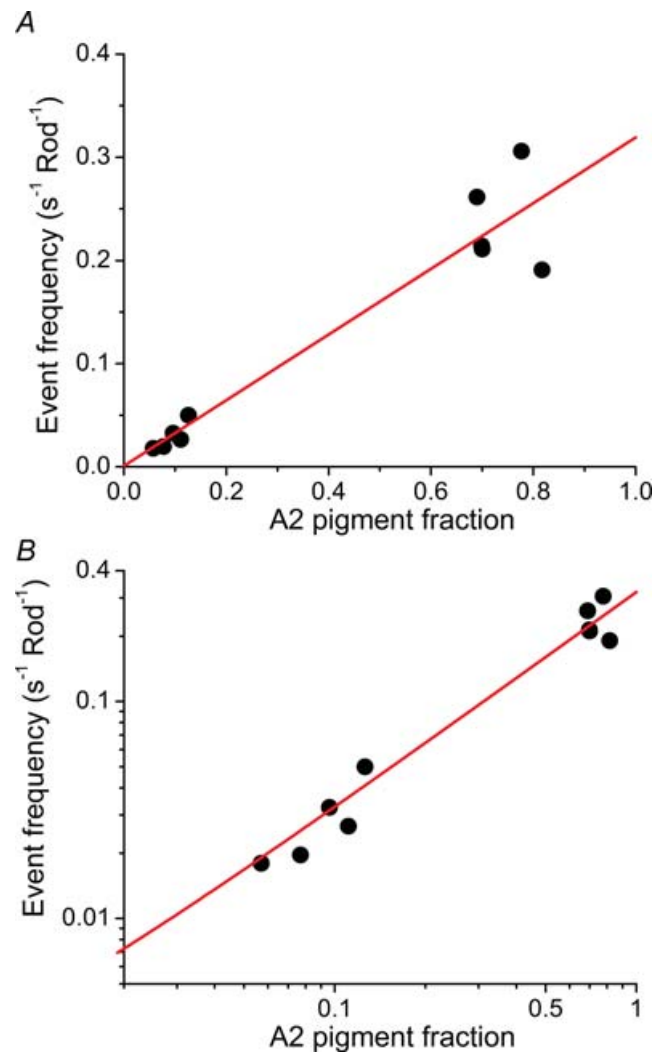 A
Event frequency (s⁻¹ Rod⁻¹)
0.4
0.3
0.2
0.1
0.0
0.0 0.2 0.4 0.6 0.8 1.0
A2 pigment fraction
B
Event frequency (s⁻¹ Rod⁻¹)
0.4
0.1
0.01
0.1 0.5 1
A2 pigment fraction